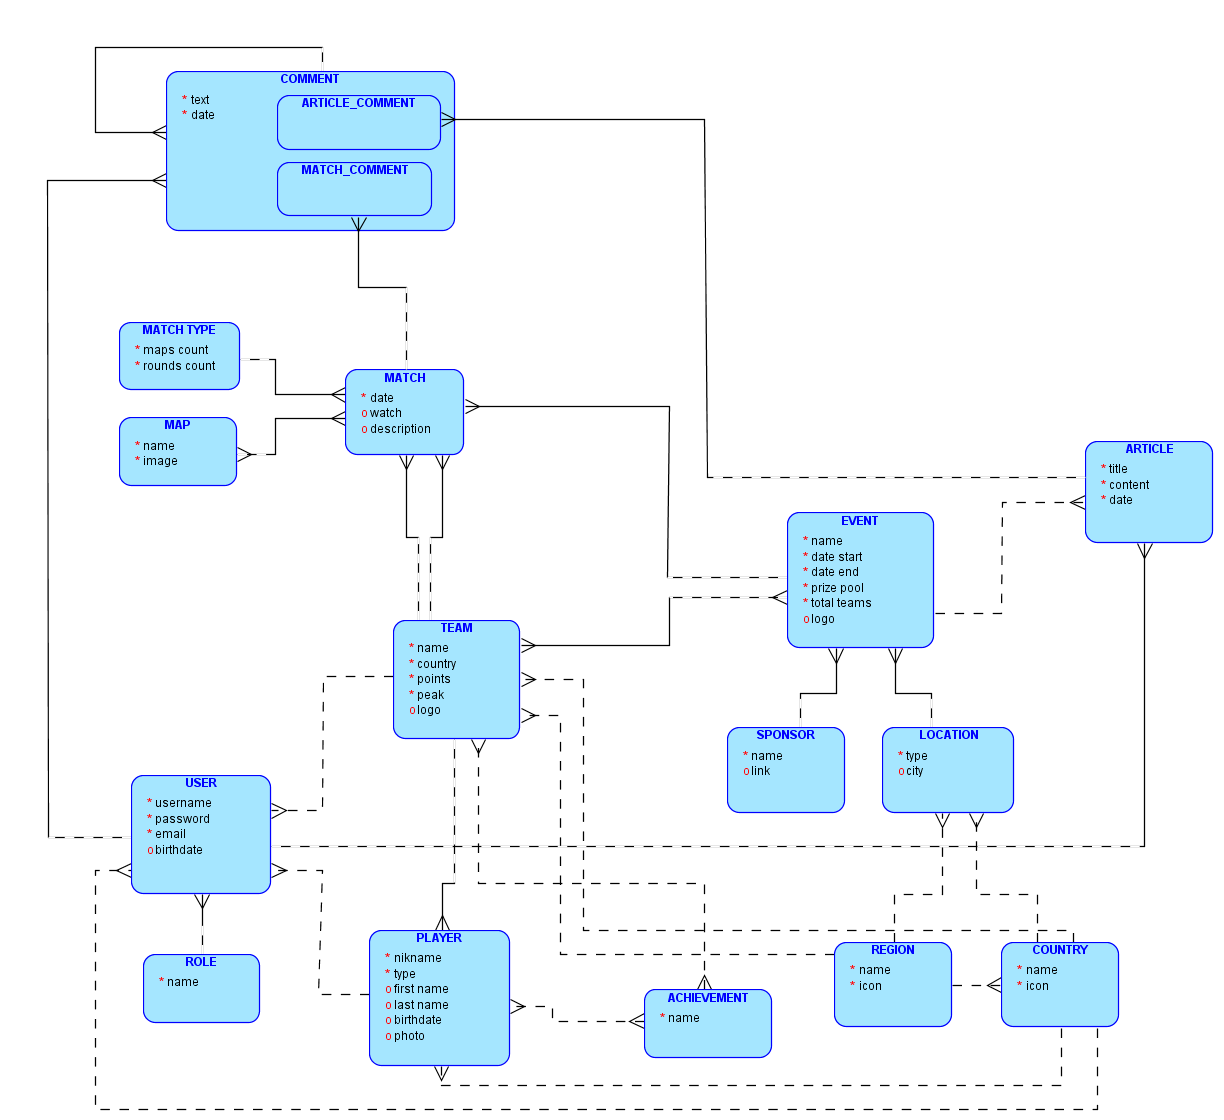 COMMENT
* text
* date
ARTICLE_COMMENT
MATCH_COMMENT
MATCH TYPE
* maps count
* rounds count
MAP
* name
* image
MATCH
* date
o watch
o description
ARTICLE
* title
* content
* date
EVENT
* name
* date start
* date end
* prize pool
* total teams
o logo
TEAM
* name
* country
* points
* peak
o logo
SPONSOR
* name
o link
LOCATION
* type
o city
USER
* username
* password
* email
o birthdate
ROLE
* name
PLAYER
* nikname
* type
o first name
o last name
o birthdate
o photo
ACHIEVEMENT
* name
REGION
* name
* icon
COUNTRY
* name
* icon